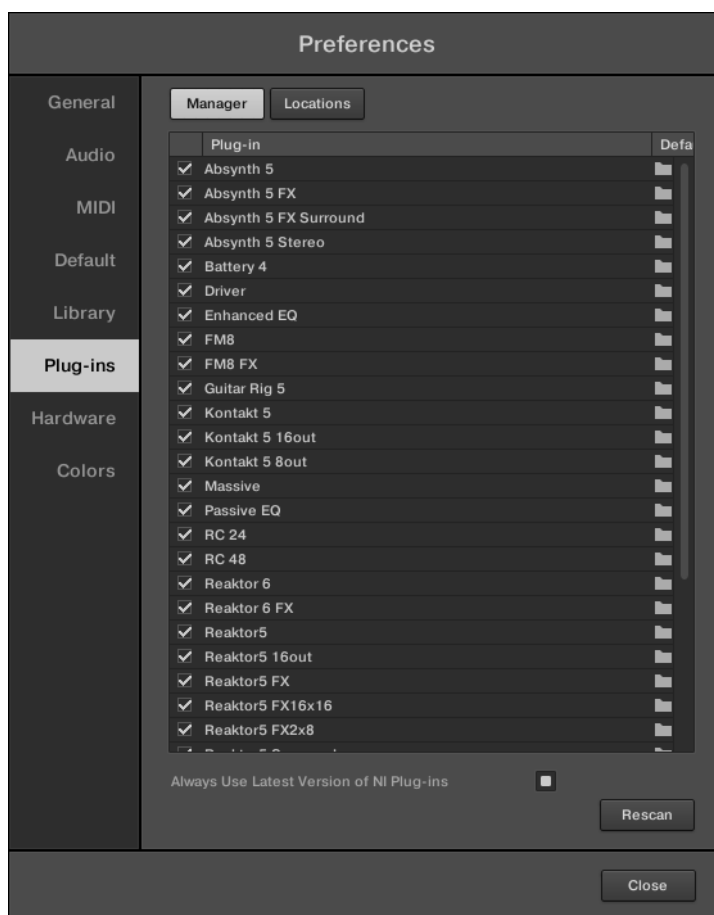 Preferences
General
Audio
MIDI
Default
Library
Plug-ins
Hardware
Colors
Manager Locations
Plug-in Defa
Absynth 5
Absynth 5 FX
Absynth 5 FX Surround
Absynth 5 Stereo
Battery 4
Driver
Enhanced EQ
FM8
FM8 FX
Guitar Rig 5
Kontakt 5
Kontakt 5 16out
Kontakt 5 8out
Massive
Passive EQ
RC 24
RC 48
Reaktor 6
Reaktor 6 FX
Reaktor5
Reaktor5 16out
Reaktor5 FX
Reaktor5 FX16x16
Reaktor5 FX2x8
Always Use Latest Version of NI Plug-ins
Rescan
Close